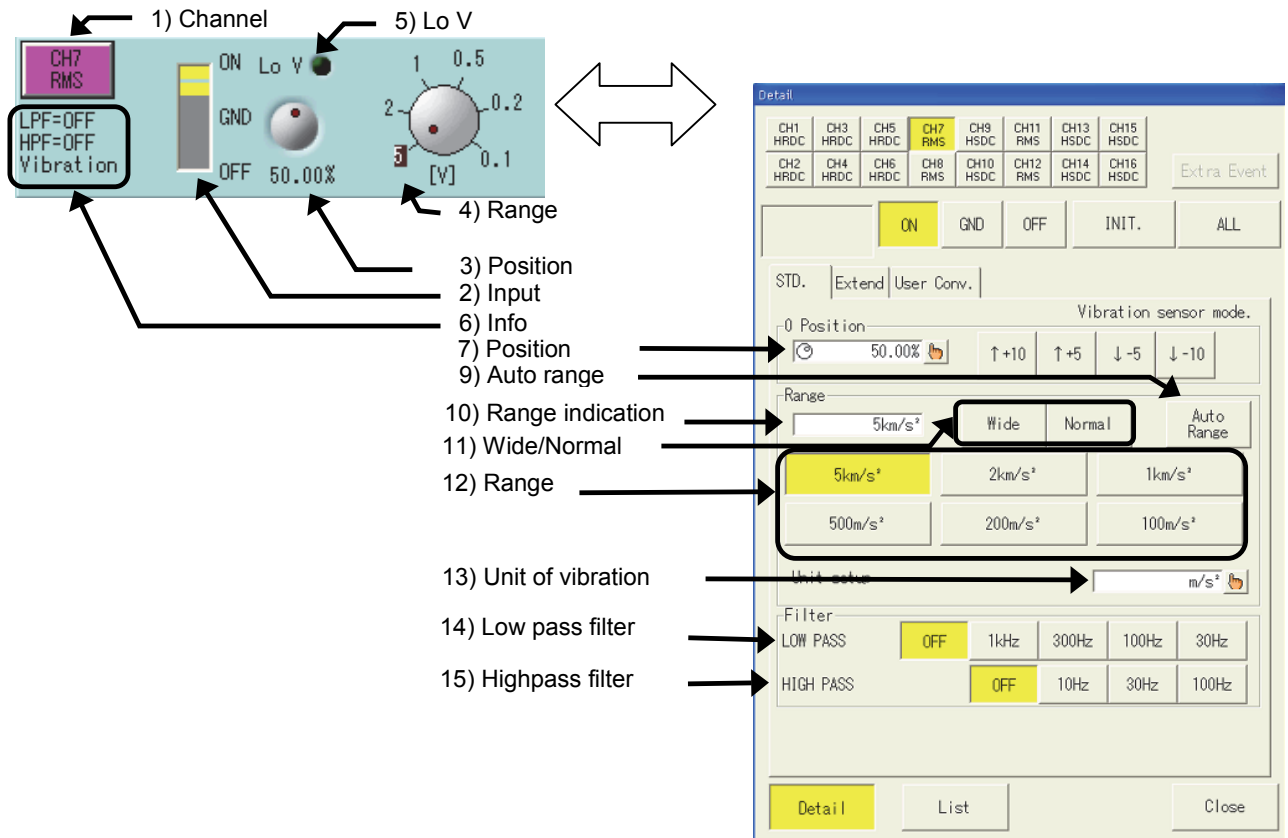 1) Channel
5) Lo V
CH7
RMS
LPF=OFF
HPF=OFF
Vibration
ON
GND
OFF
Lo V
50.00%
1
0.5
2
0.2
5
0.1
[V]
4) Range
3) Position
2) Input
6) Info
7) Position
9) Auto range
10) Range indication
11) Wide/Normal
12) Range
13) Unit of vibration
14) Low pass filter
15) Highpass filter
Detail
CH1 HRDC CH3 HRDC CH5 HRDC CH7 RMS CH9 HSDC CH11 RMS CH13 HSDC CH15 HSDC
CH2 HRDC CH4 HRDC CH6 HRDC CH8 RMS CH10 HSDC CH12 RMS CH14 HSDC CH16 HSDC
Extra Event
ON GND OFF INIT. ALL
STD. Extend User Conv.
Vibration sensor mode.
0 Position
50.00% ↑+10 ↑+5 ↓-5 ↓-10
Range
5km/s² Wide Normal Auto Range
5km/s² 2km/s² 1km/s²
500m/s² 200m/s² 100m/s²
Unit setup m/s²
Filter
LOW PASS OFF 1kHz 300Hz 100Hz 30Hz
HIGH PASS OFF 10Hz 30Hz 100Hz
Detail List Close